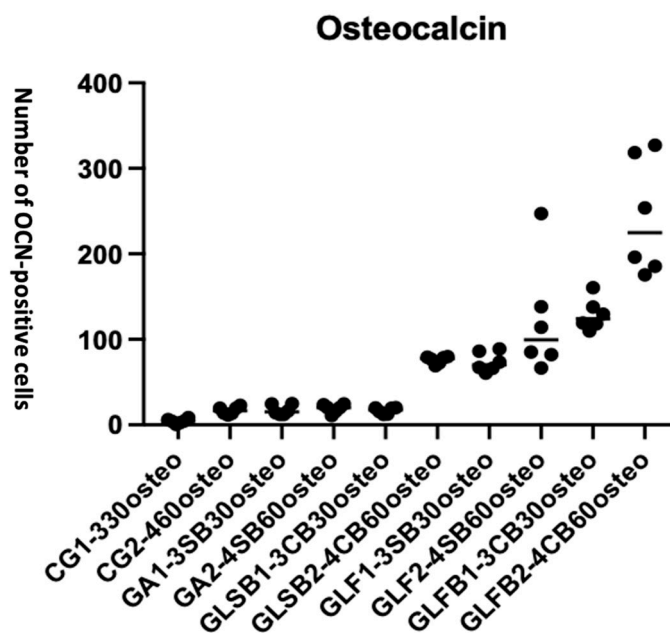 Osteocalcin
Number of OCN-positive cells
400
300
200
100
0
CG1-330osteo
CG2-460osteo
GA1-3SB30osteo
GA2-4SB60osteo
GLSB1-3CB30osteo
GLSB2-4CB60osteo
GLF1-3SB30osteo
GLF2-4SB60osteo
GLFB1-3CB30osteo
GLFB2-4CB60osteo